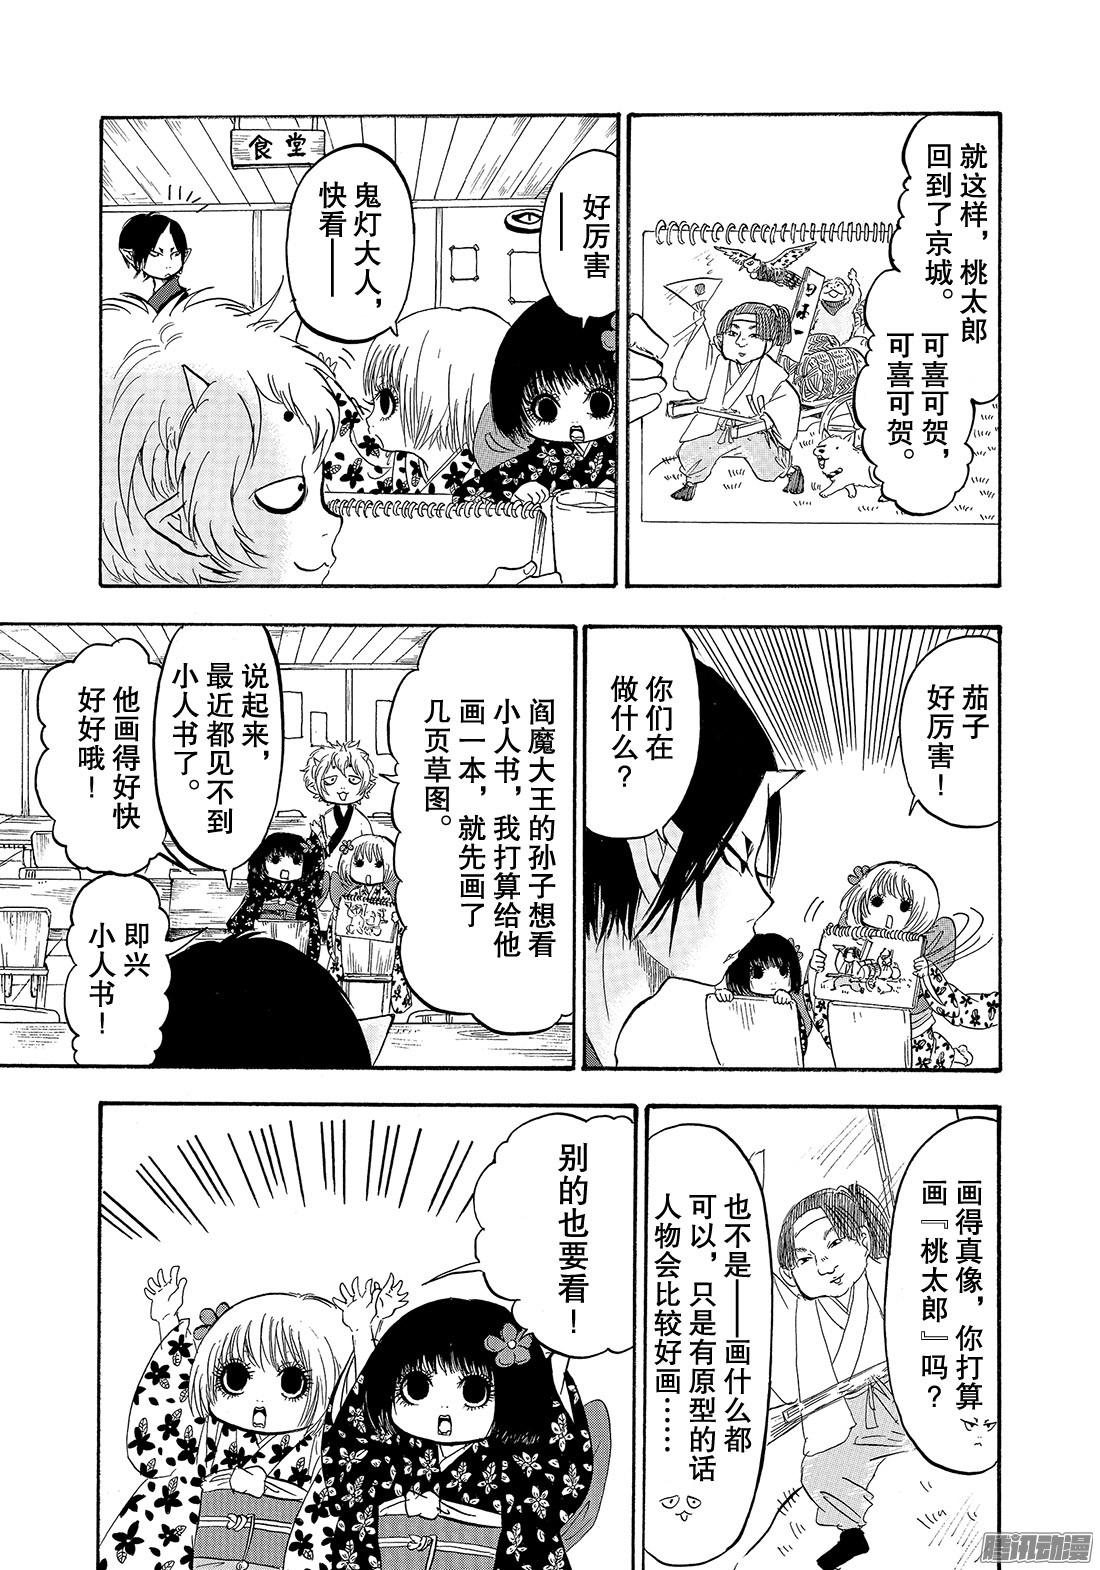 就这样，桃太郎
回到了京城。
可喜可贺，
可喜可贺。
日本一
好厉害
——
鬼灯大人，
快看——
食堂
茄子
好厉害！
你们在
做什么？
阎魔大王的孙子想看
小人书，我打算给他
画一本，就先画了
几页草图。
说起来，
最近都见不到
小人书了。
他画得好快
好好哦！
即兴
小人书！
画得真像，你打算
画『桃太郎』吗？
也不是——画什么都
可以，只是有原型的话
人物会比较好画……
别的也要看！
腾讯动漫